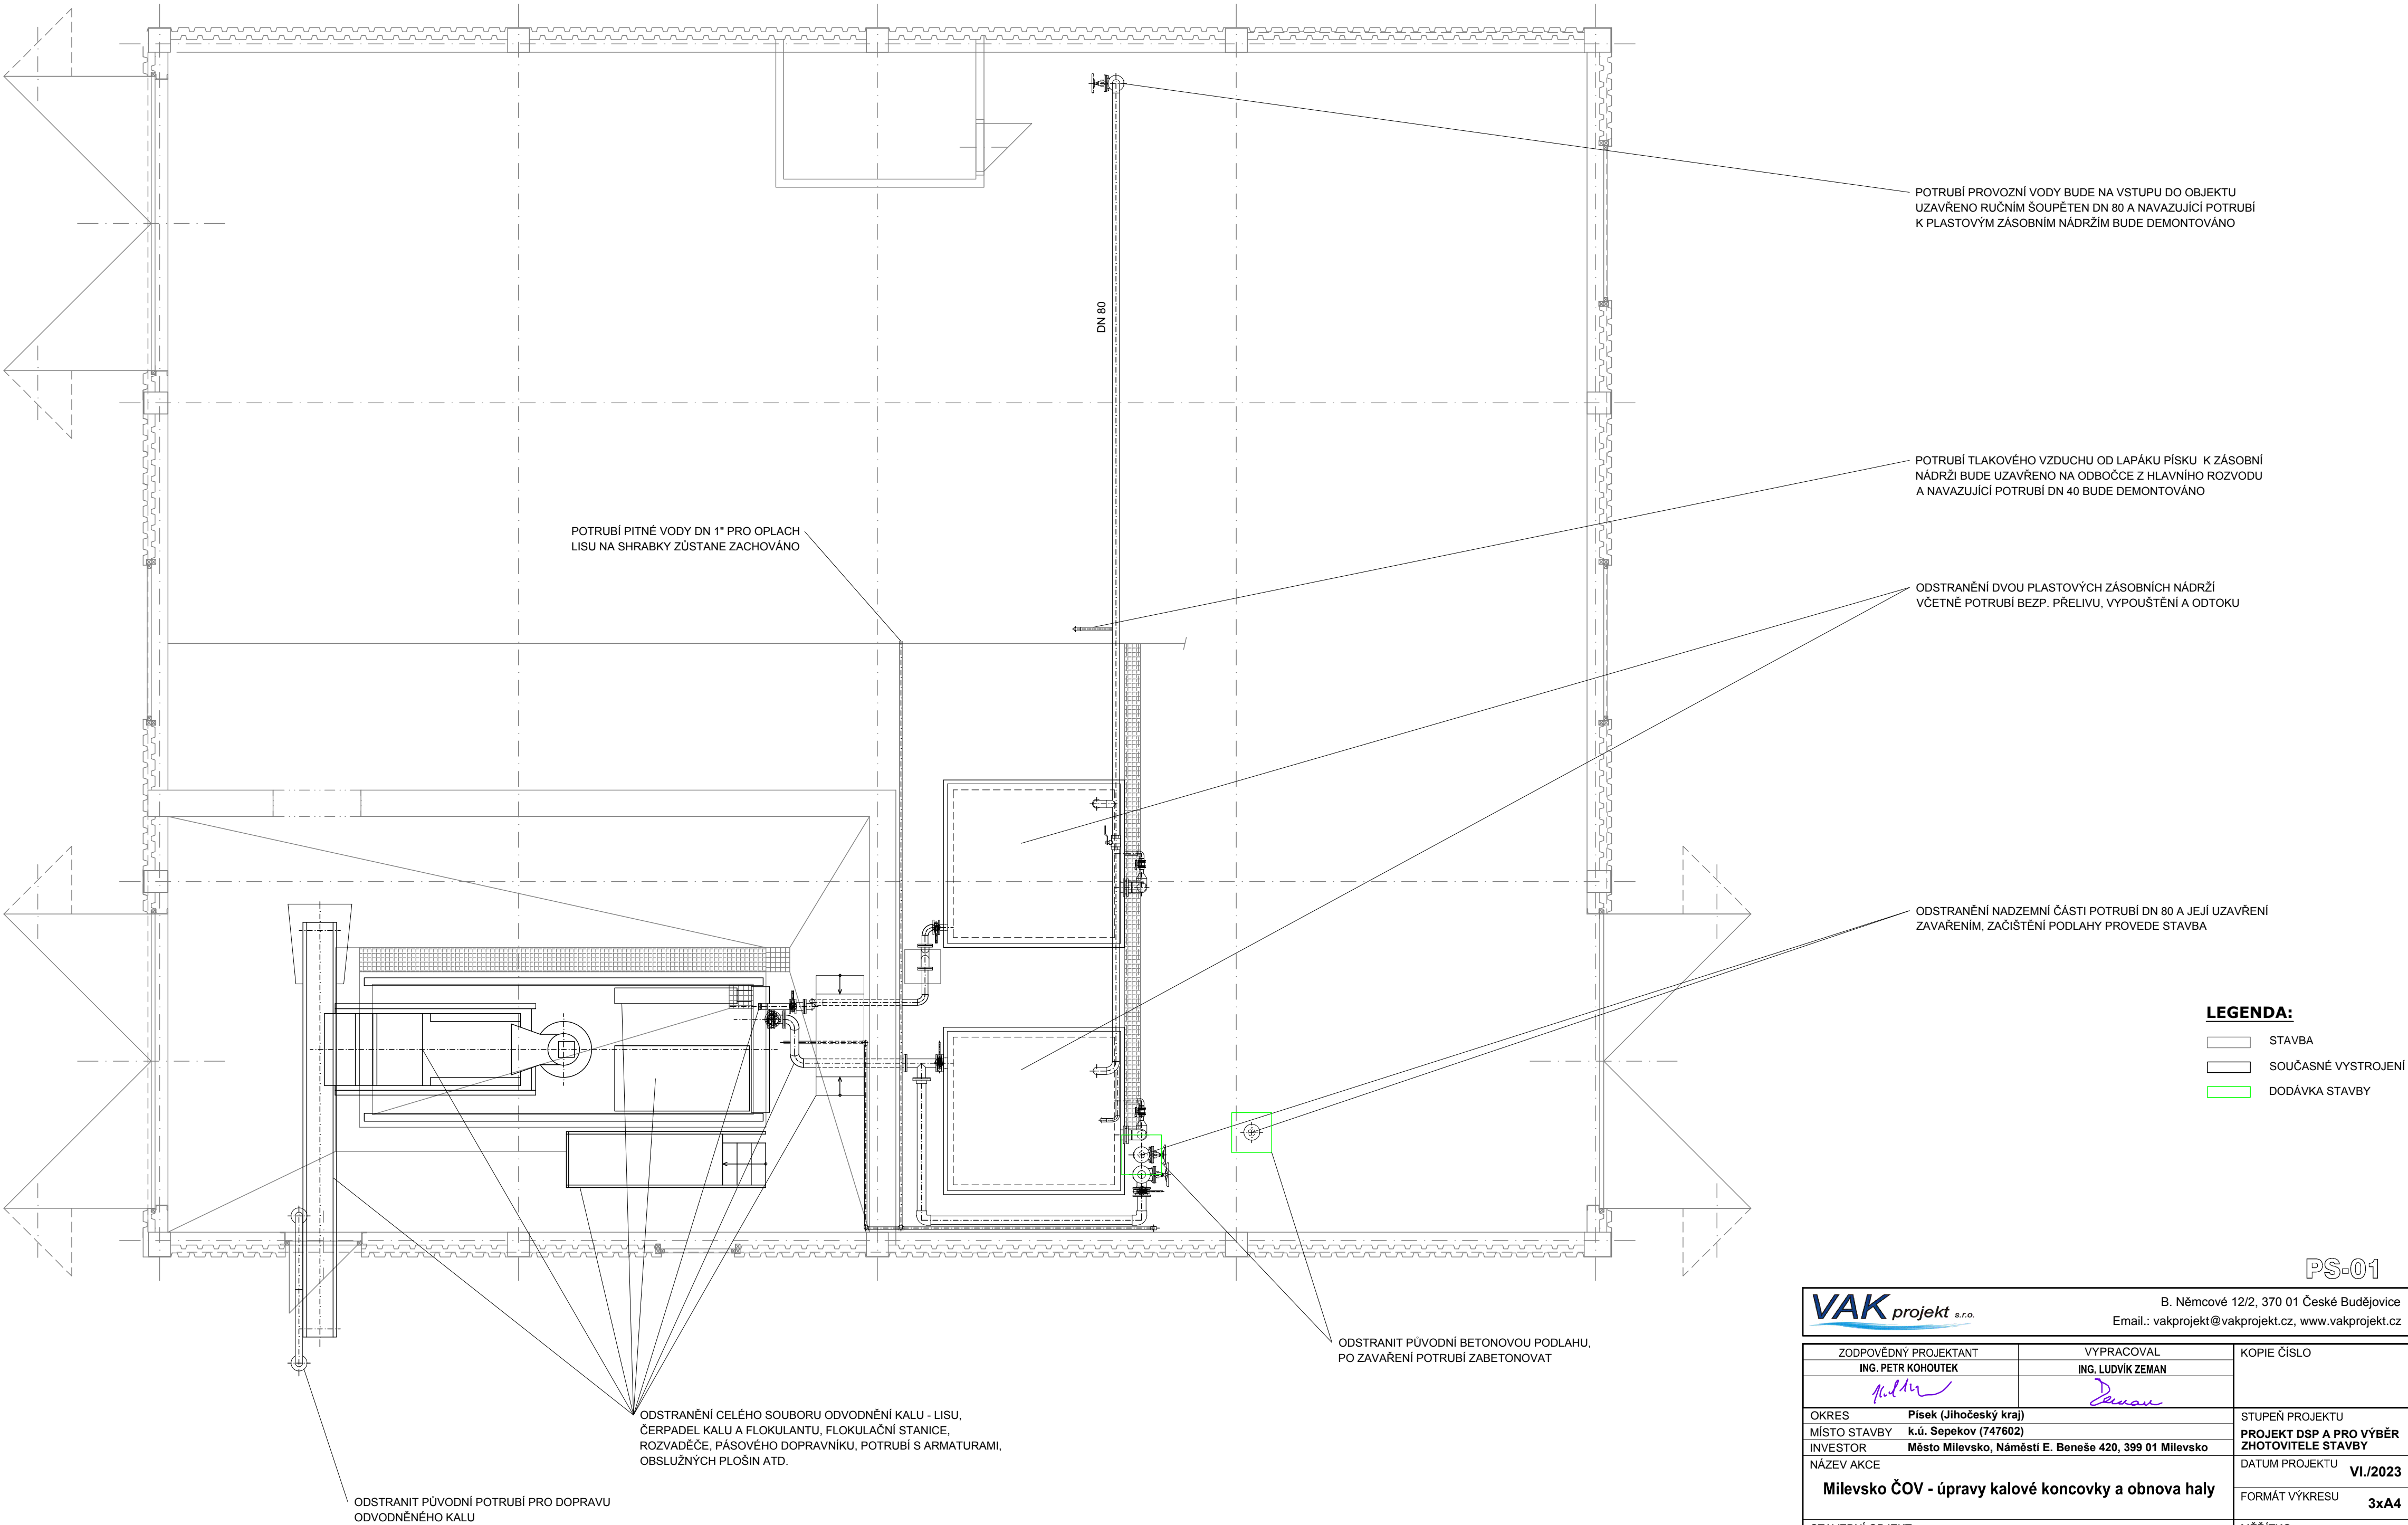 POTRUBÍ PROVOZNÍ VODY BUDE NA VSTUPU DO OBJEKTU
UZAVŘENO RUČNÍM ŠOUPĚTEN DN 80 A NAVAZUJÍCÍ POTRUBÍ
K PLASTOVÝM ZÁSOBNÍM NÁDRŽÍM BUDE DEMONTOVÁNO
DN 80
POTRUBÍ TLAKOVÉHO VZDUCHU OD LAPÁKU PÍSKU K ZÁSOBNÍ
NÁDRŽI BUDE UZAVŘENO NA ODBOČCE Z HLAVNÍHO ROZVODU
A NAVAZUJÍCÍ POTRUBÍ DN 40 BUDE DEMONTOVÁNO
POTRUBÍ PITNÉ VODY DN 1" PRO OPLACH
LISU NA SHRABKY ZŮSTANE ZACHOVÁNO
ODSTRANĚNÍ DVOU PLASTOVÝCH ZÁSOBNÍCH NÁDRŽÍ
VČETNĚ POTRUBÍ BEZP. PŘELIVU, VYPOUŠTĚNÍ A ODTOKU
ODSTRANĚNÍ NADZEMNÍ ČÁSTI POTRUBÍ DN 80 A JEJÍ UZAVŘENÍ
ZAVAŘENÍM, ZAČIŠTĚNÍ PODLAHY PROVEDE STAVBA
LEGENDA:
STAVBA
SOUČASNÉ VYSTROJENÍ
DODÁVKA STAVBY
ODSTRANIT PŮVODNÍ BETONOVOU PODLAHU,
PO ZAVAŘENÍ POTRUBÍ ZABETONOVAT
ODSTRANĚNÍ CELÉHO SOUBORU ODVODNĚNÍ KALU - LISU,
ČERPADEL KALU A FLOKULANTU, FLOKULAČNÍ STANICE,
ROZVADĚČE, PÁSOVÉHO DOPRAVNÍKU, POTRUBÍ S ARMATURAMI,
OBSLUŽNÝCH PLOŠIN ATD.
ODSTRANIT PŮVODNÍ POTRUBÍ PRO DOPRAVU
ODVODNĚNÉHO KALU
PS-01
VAK projekt s.r.o.
B. Němcové 12/2, 370 01 České Budějovice
Email.: vakprojekt@vakprojekt.cz, www.vakprojekt.cz
ZODPOVĚDNÝ PROJEKTANT
ING. PETR KOHOUTEK
VYPRACOVAL
ING. LUDVÍK ZEMAN
Zeman
KOPIE ČÍSLO
OKRES Písek (Jihočeský kraj)
MÍSTO STAVBY k.ú. Sepekov (747602)
INVESTOR Město Milevsko, Náměstí E. Beneše 420, 399 01 Milevsko
STUPEŇ PROJEKTU
PROJEKT DSP A PRO VÝBĚR
ZHOTOVITELE STAVBY
NÁZEV AKCE
Milevsko ČOV - úpravy kalové koncovky a obnova haly
DATUM PROJEKTU VI./2023
FORMÁT VÝKRESU 3xA4